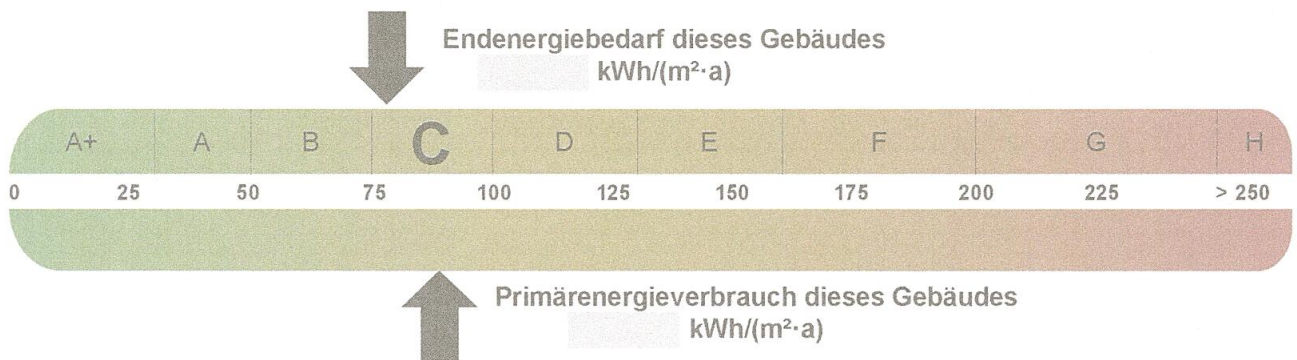 Endenergiebedarf dieses Gebäudes
kWh/(m²·a)
A+ A B C D E F G H
0 25 50 75 100 125 150 175 200 225 > 250
Primärenergieverbrauch dieses Gebäudes
kWh/(m²·a)